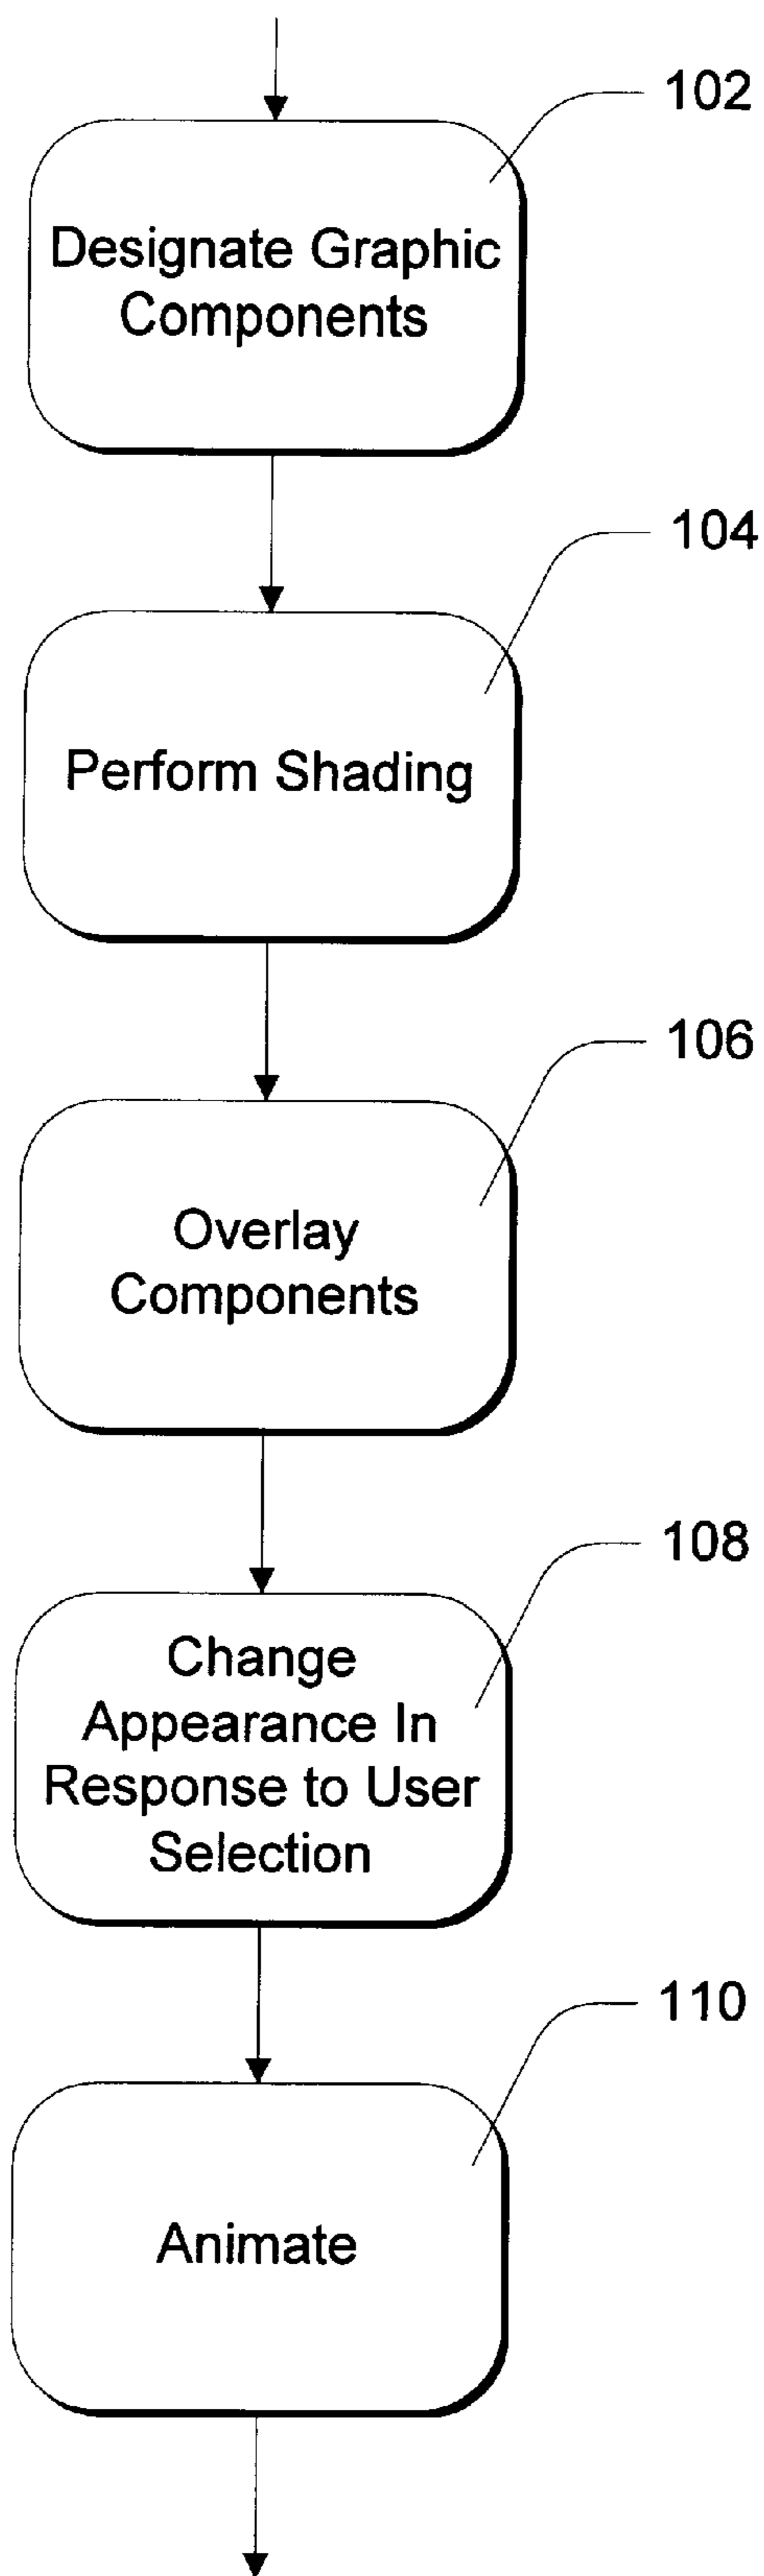 102
Designate Graphic
Components
104
Perform Shading
106
Overlay
Components
108
Change
Appearance In
Response to User
Selection
110
Animate